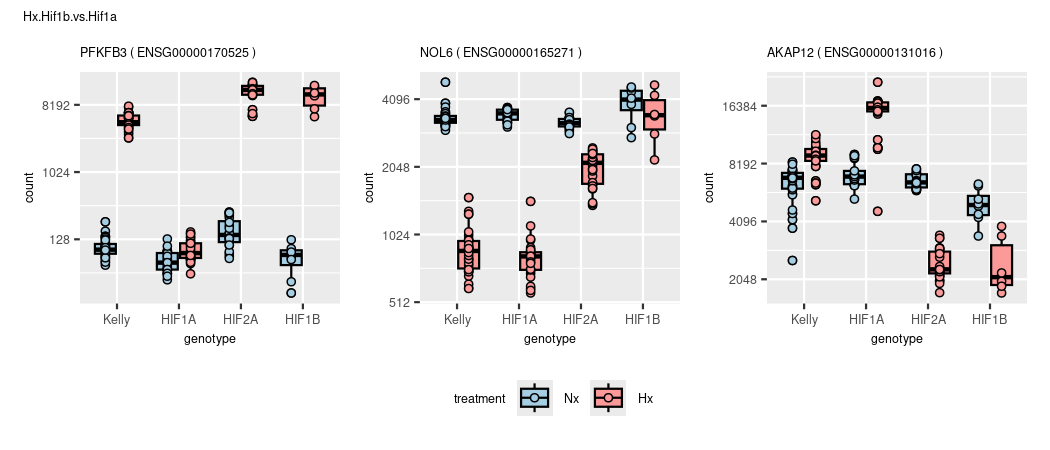 Hx.Hif1b.vs.Hif1a
PFKFB3 ( ENSG00000170525 )
8192
1024
128
count
Kelly HIF1A HIF2A HIF1B
genotype
NOL6 ( ENSG00000165271 )
4096
2048
1024
512
count
Kelly HIF1A HIF2A HIF1B
genotype
AKAP12 ( ENSG00000131016 )
16384
8192
4096
2048
count
Kelly HIF1A HIF2A HIF1B
genotype
treatment Nx Hx